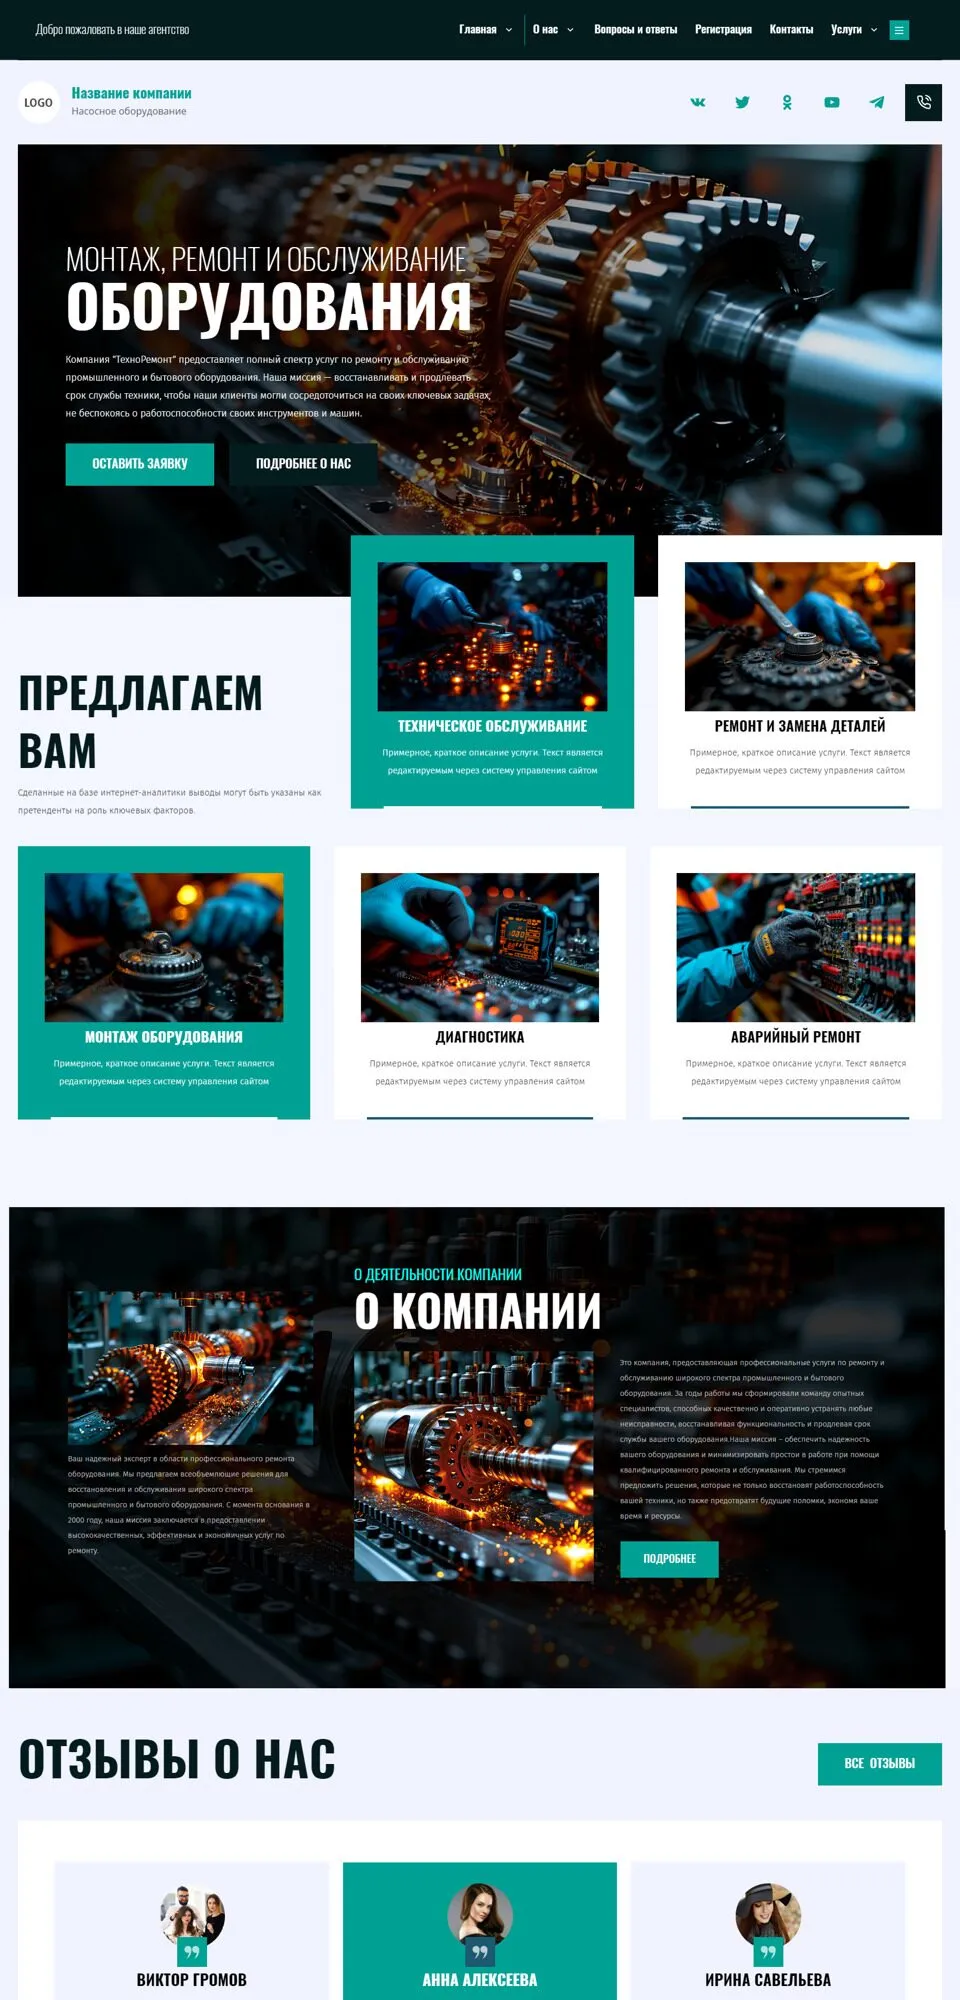 Добро пожаловать в наше агентство
Главная
О нас
Вопросы и ответы
Регистрация
Контакты
Услуги
LOGO
Название компании
Насосное оборудование
МОНТАЖ, РЕМОНТ И ОБСЛУЖИВАНИЕ
ОБОРУДОВАНИЯ
Компания "ТехноРемонт" предоставляет полный спектр услуг по ремонту и обслуживанию
промышленного и бытового оборудования. Наша миссия — восстанавливать и продлевать
срок службы техники, чтобы наши клиенты могли сосредоточиться на своих ключевых задачах,
не беспокоясь о работоспособности своих инструментов и машин.
ОСТАВИТЬ ЗАЯВКУ
ПОДРОБНЕЕ О НАС
ПРЕДЛАГАЕМ
ВАМ
Сделанные на базе интернет-аналитики выводы могут быть указаны как
претенденты на роль ключевых факторов.
ТЕХНИЧЕСКОЕ ОБСЛУЖИВАНИЕ
Примерное, краткое описание услуги. Текст является
редактируемым через систему управления сайтом
РЕМОНТ И ЗАМЕНА ДЕТАЛЕЙ
Примерное, краткое описание услуги. Текст является
редактируемым через систему управления сайтом
МОНТАЖ ОБОРУДОВАНИЯ
Примерное, краткое описание услуги. Текст является
редактируемым через систему управления сайтом
ДИАГНОСТИКА
Примерное, краткое описание услуги. Текст является
редактируемым через систему управления сайтом
АВАРИЙНЫЙ РЕМОНТ
Примерное, краткое описание услуги. Текст является
редактируемым через систему управления сайтом
Ваш надежный эксперт в области профессионального ремонта
оборудования. Мы предлагаем всеобъемлющие решения для
восстановления и обслуживания широкого спектра
промышленного и бытового оборудования. С момента основания в
2000 году, наша миссия заключается в предоставлении
высококачественных, эффективных и экономичных услуг по
ремонту.
О ДЕЯТЕЛЬНОСТИ КОМПАНИИ
О КОМПАНИИ
Это компания, предоставляющая профессиональные услуги по ремонту и
обслуживанию широкого спектра промышленного и бытового
оборудования. За годы работы мы сформировали команду опытных
специалистов, способных качественно и оперативно устранять любые
неисправности, восстанавливая функциональность и продлевая срок
службы вашего оборудования.Наша миссия – обеспечить надежность
вашего оборудования и минимизировать простои в работе при помощи
квалифицированного ремонта и обслуживания. Мы стремимся
предложить решения, которые не только восстановят работоспособность
вашей техники, но также предотвратят будущие поломки, экономя ваше
время и ресурсы.
ПОДРОБНЕЕ
ОТЗЫВЫ О НАС
ВСЕ ОТЗЫВЫ
ВИКТОР ГРОМОВ
АННА АЛЕКСЕЕВА
ИРИНА САВЕЛЬЕВА